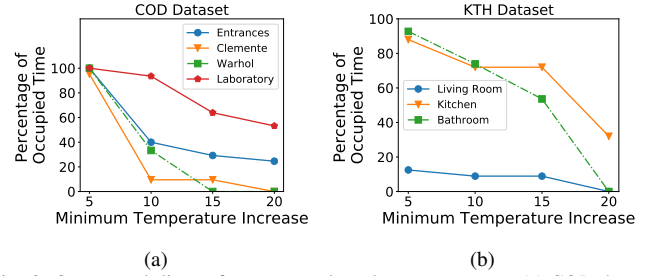 COD Dataset
Percentage of
Occupied Time
100
80
60
40
20
0
5
10
15
20
Minimum Temperature Increase
Entrances
Clemente
Warhol
Laboratory
(a)
KTH Dataset
Percentage of
Occupied Time
100
80
60
40
20
0
5
10
15
20
Minimum Temperature Increase
Living Room
Kitchen
Bathroom
(b)